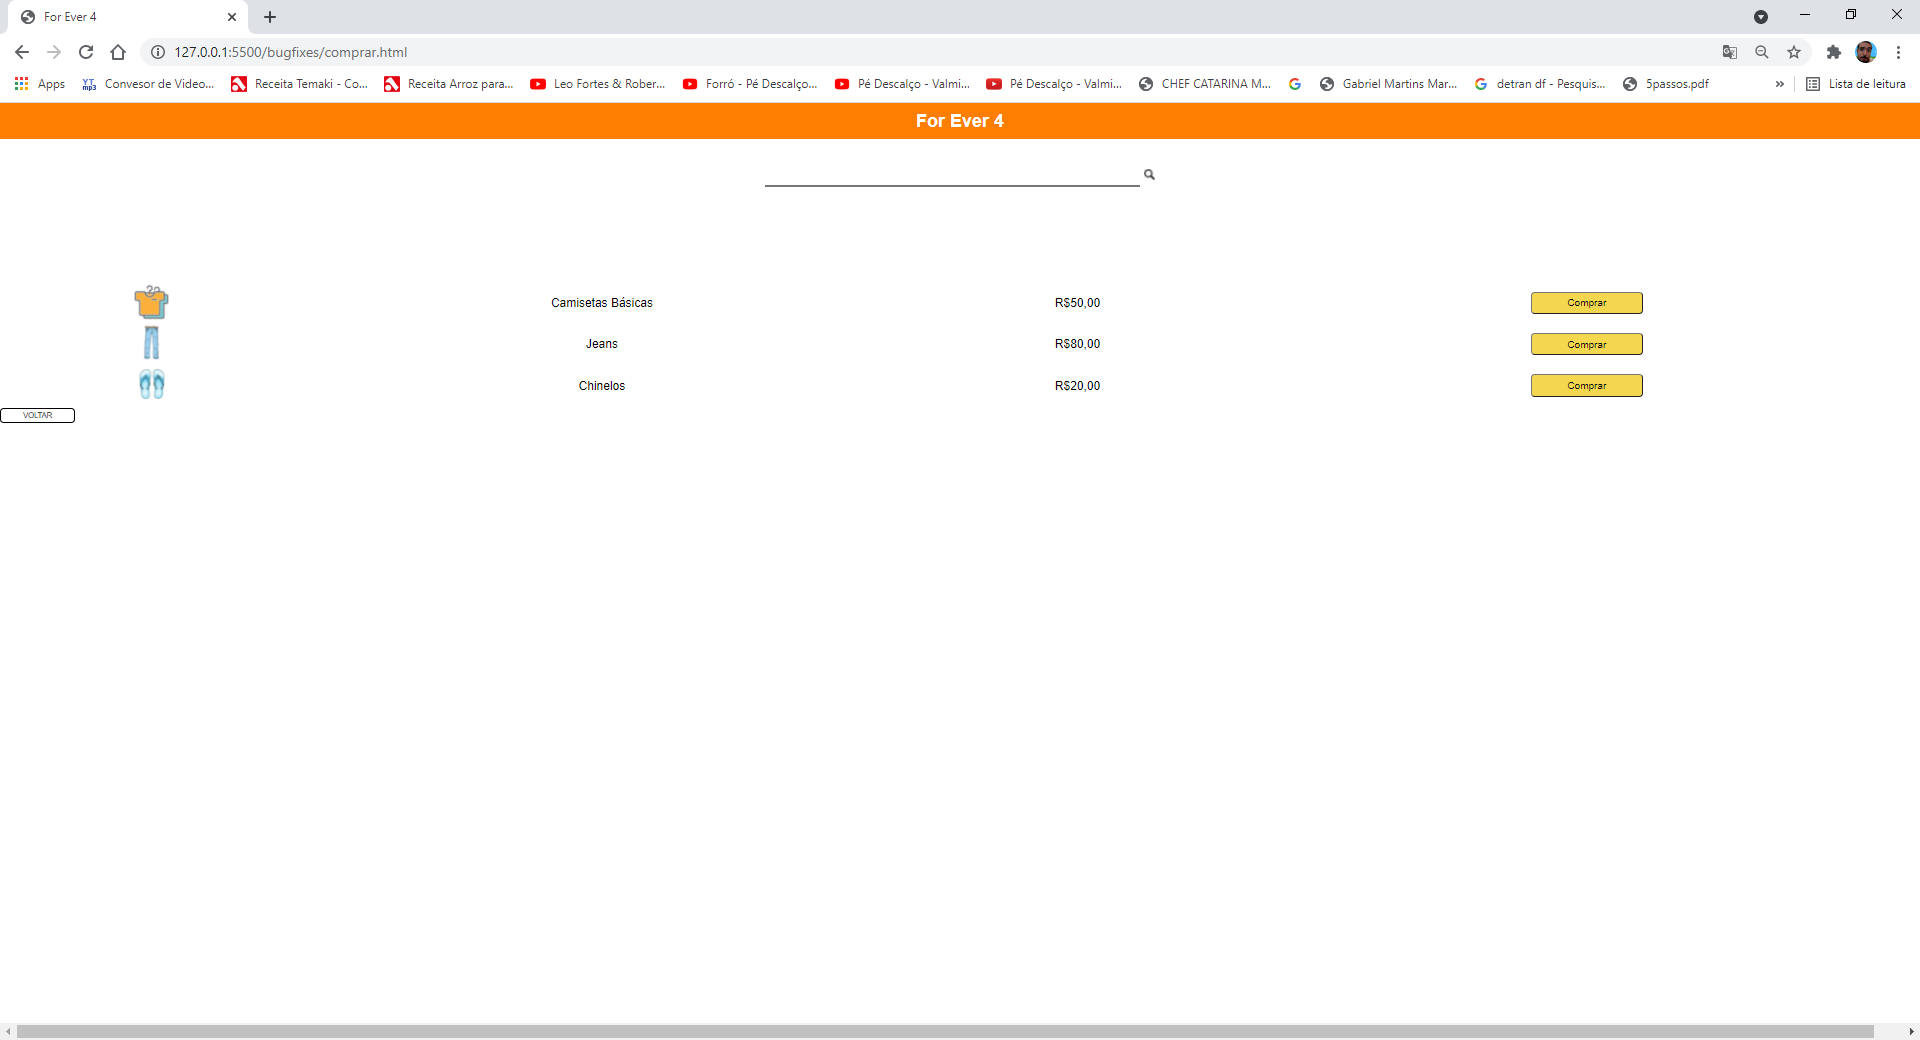 For Ever 4
127.0.0.1:5500/bugfixes/comprar.html
Apps YT mp3 Convesor de Video... Receita Temaki - Co... Receita Arroz para... Leo Fortes & Rober... Forró - Pé Descalço... Pé Descalço - Valmi... Pé Descalço - Valmi... CHEF CATARINA M... Gabriel Martins Mar... detran df - Pesquis... 5passos.pdf » Lista de leitura
For Ever 4
Camisetas Básicas R$50,00 Comprar
Jeans R$80,00 Comprar
Chinelos R$20,00 Comprar
VOLTAR